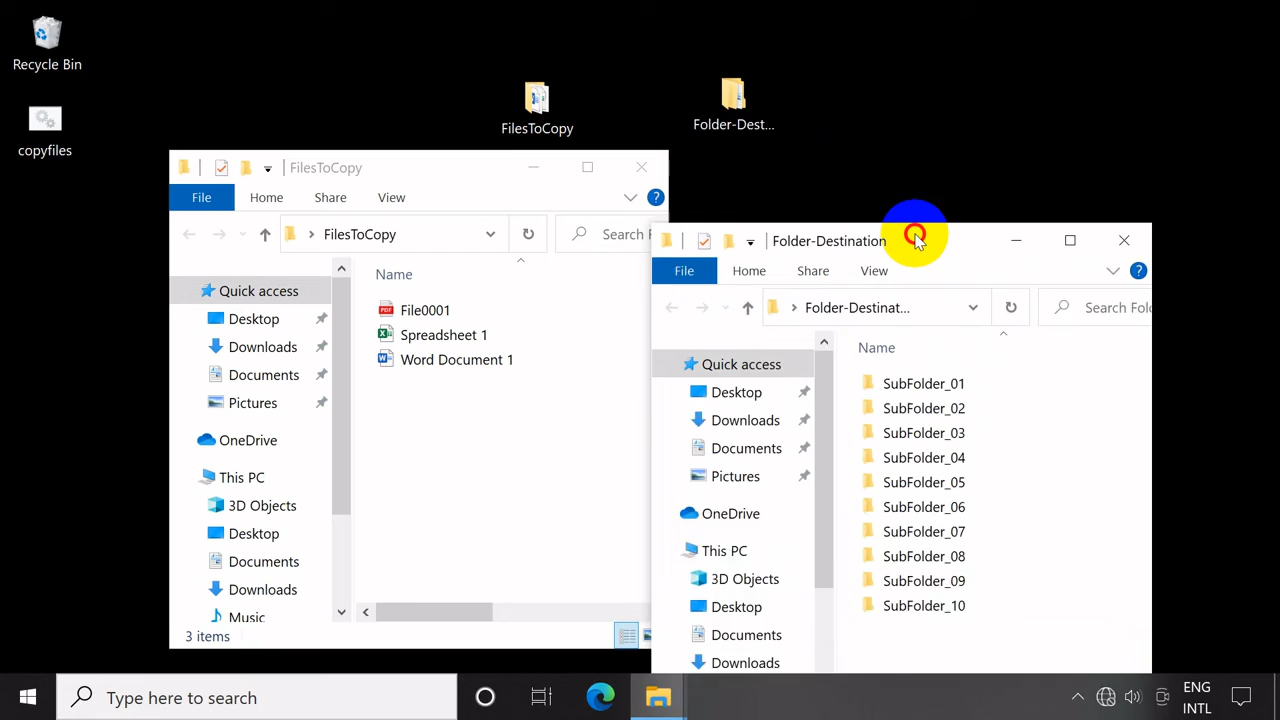 Recycle Bin
copyfiles
FilesToCopy
Folder-Dest...
FilesToCopy
File
Home
Share
View
?
FilesToCopy
Search F
Quick access
Desktop
Downloads
Documents
Pictures
OneDrive
This PC
3D Objects
Desktop
Documents
Downloads
Music
Name
PDF
File0001
Spreadsheet 1
Word Document 1
3 items
Folder-Destination
File
Home
Share
View
?
Folder-Destinat...
Search Fol
Quick access
Desktop
Downloads
Documents
Pictures
OneDrive
This PC
3D Objects
Desktop
Documents
Downloads
Name
SubFolder_01
SubFolder_02
SubFolder_03
SubFolder_04
SubFolder_05
SubFolder_06
SubFolder_07
SubFolder_08
SubFolder_09
SubFolder_10
Type here to search
ENG
INTL